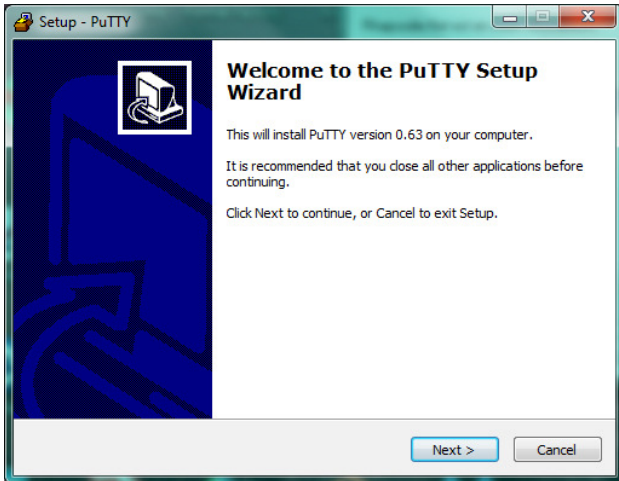 Setup - PuTTY
Welcome to the PuTTY Setup
Wizard
This will install PuTTY version 0.63 on your computer.
It is recommended that you close all other applications before
continuing.
Click Next to continue, or Cancel to exit Setup.
Next >
Cancel